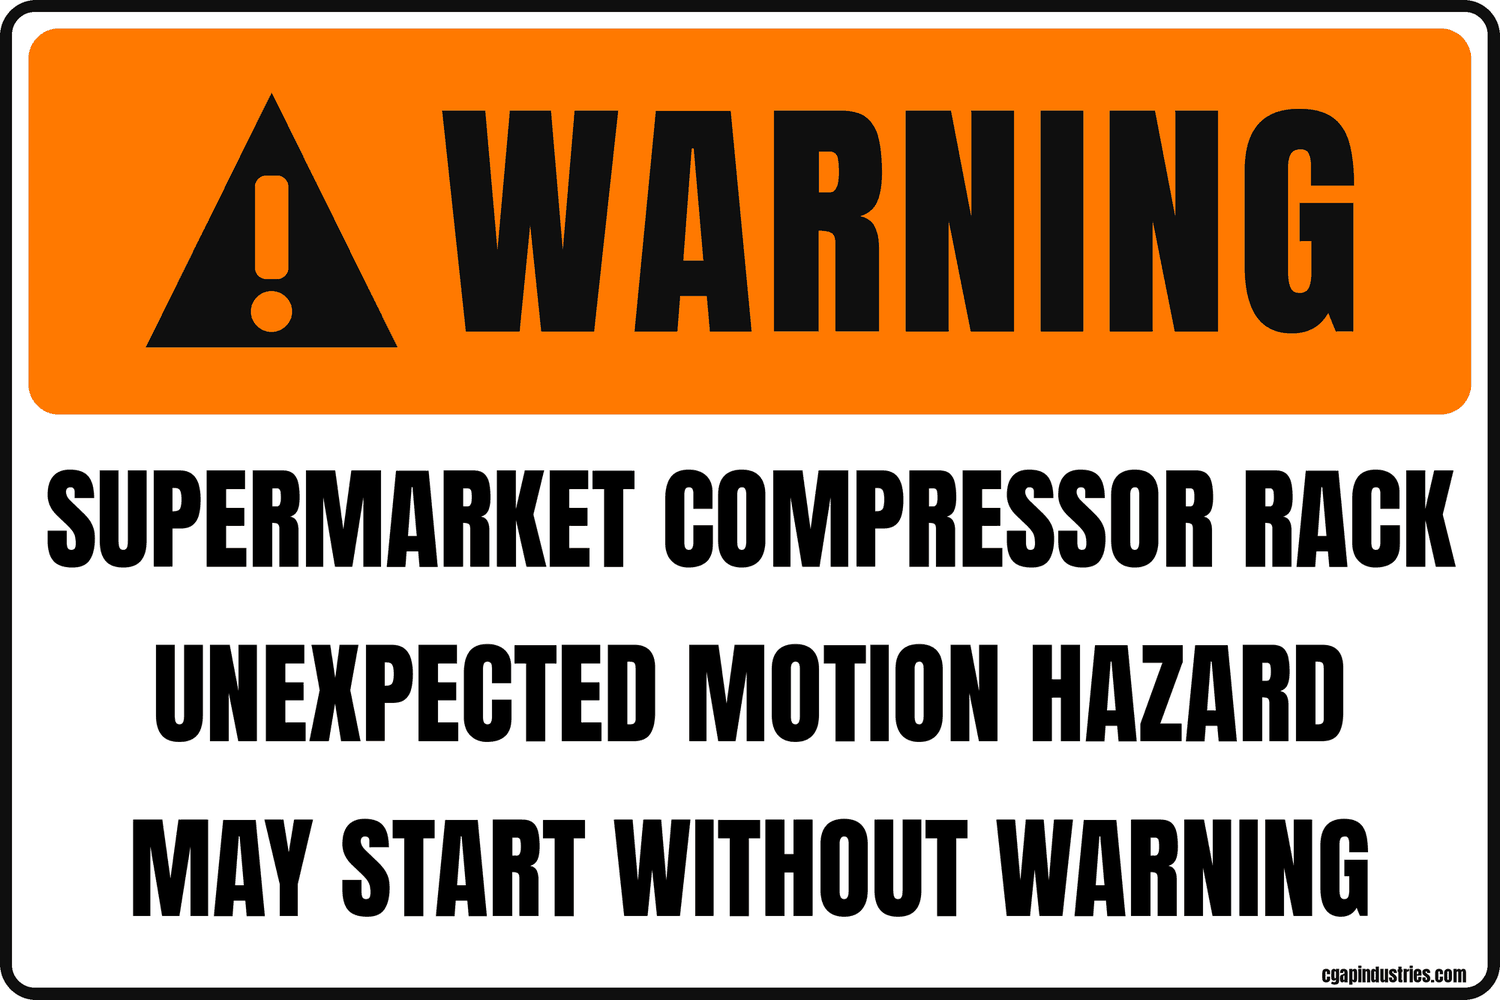 WARNING
SUPERMARKET COMPRESSOR RACK
UNEXPECTED MOTION HAZARD
MAY START WITHOUT WARNING
cgapindustries.com